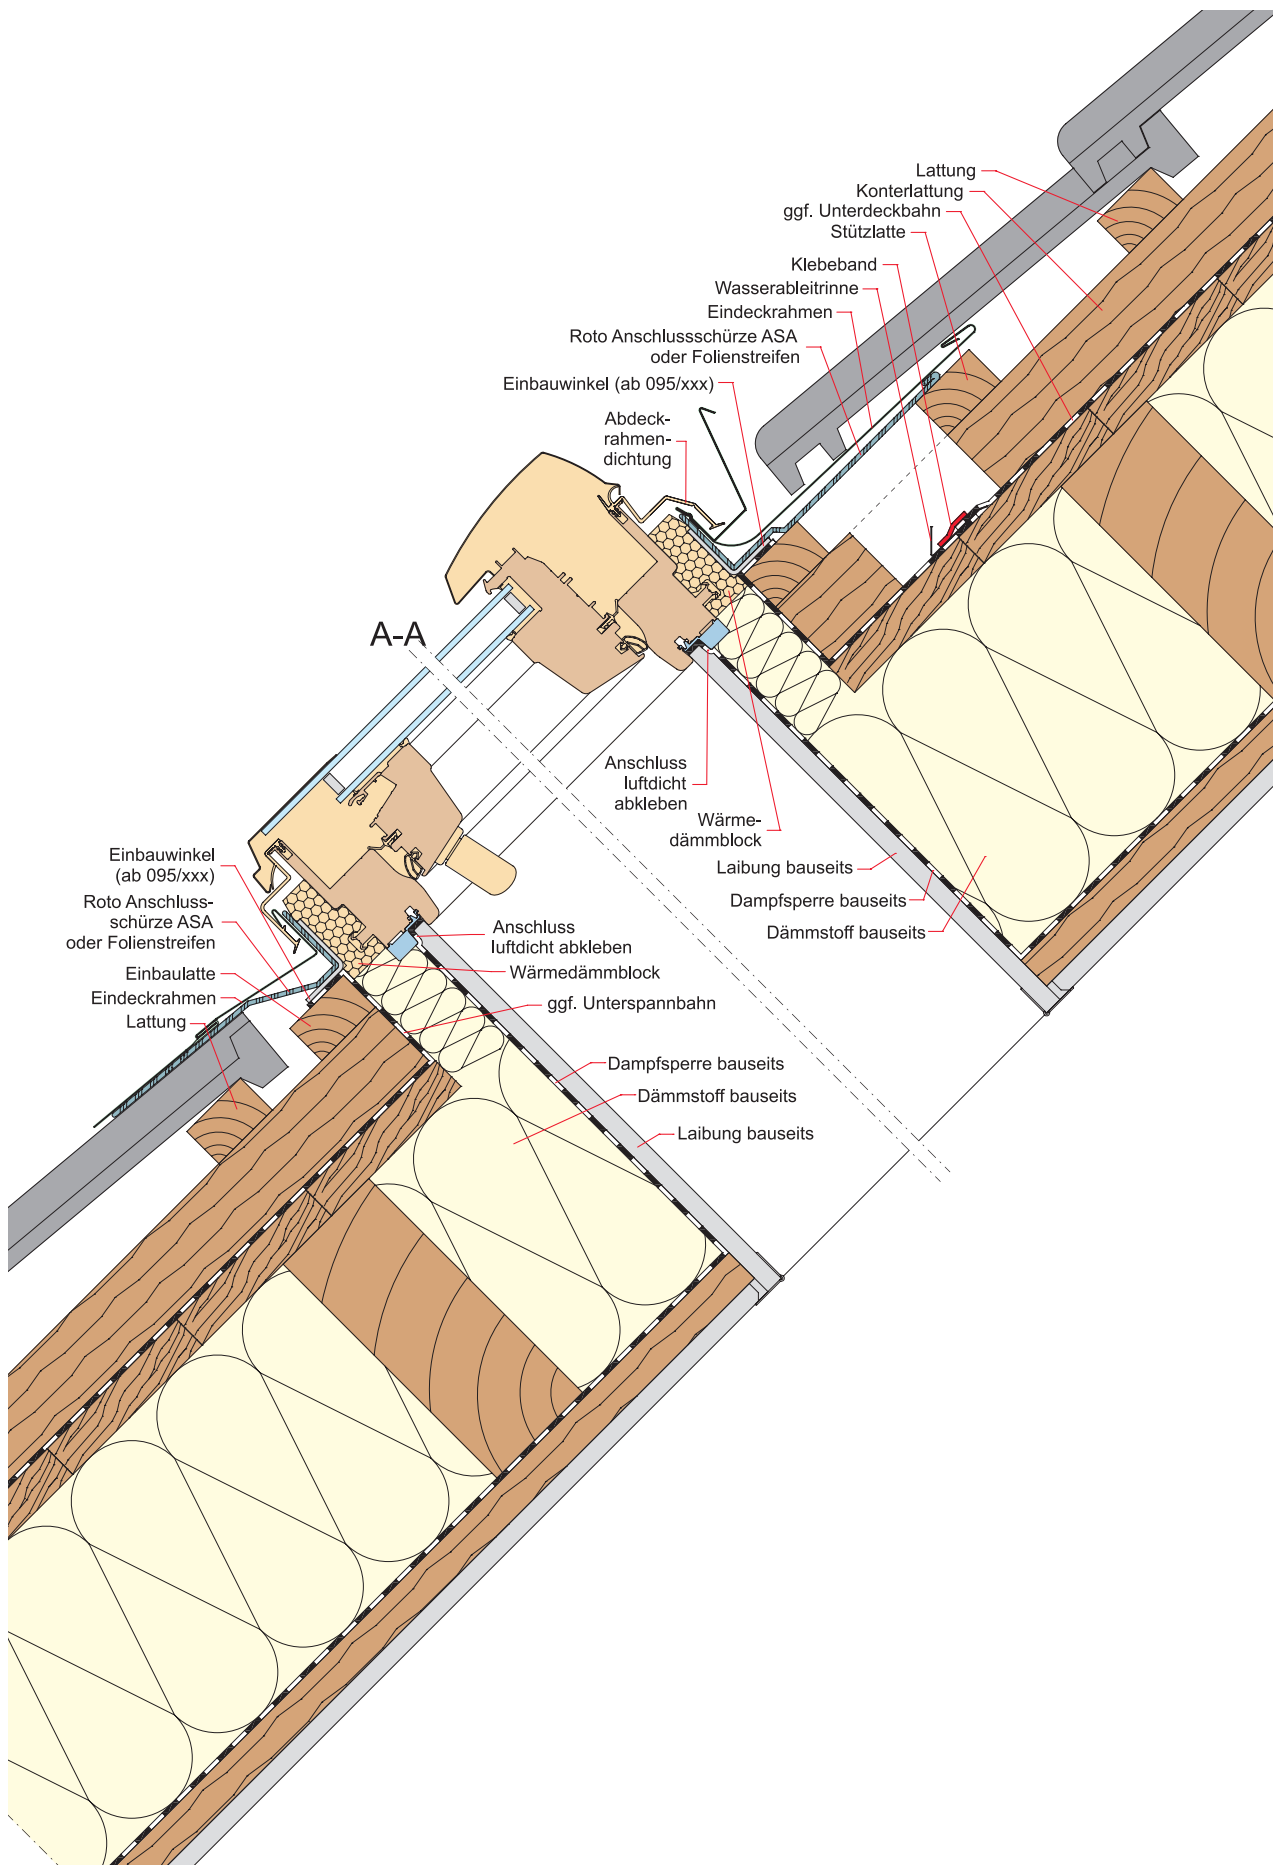 Lattung
Konterlattung
ggf. Unterdeckbahn
Stützlatte
Klebeband
Wasserableitrinne
Eindeckrahmen
Roto Anschlussschürze ASA
oder Folienstreifen
Einbauwinkel (ab 095/xxx)
Abdeck-
rahmen-
dichtung
A-A
Anschluss
luftdicht
abkleben
Wärme-
dämmblock
Laibung bauseits
Dampfsperre bauseits
Dämmstoff bauseits
Einbauwinkel
(ab 095/xxx)
Roto Anschluss-
schürze ASA
oder Folienstreifen
Einbaulatte
Eindeckrahmen
Lattung
Anschluss
luftdicht abkleben
Wärmedämmblock
ggf. Unterspannbahn
Dampfsperre bauseits
Dämmstoff bauseits
Laibung bauseits